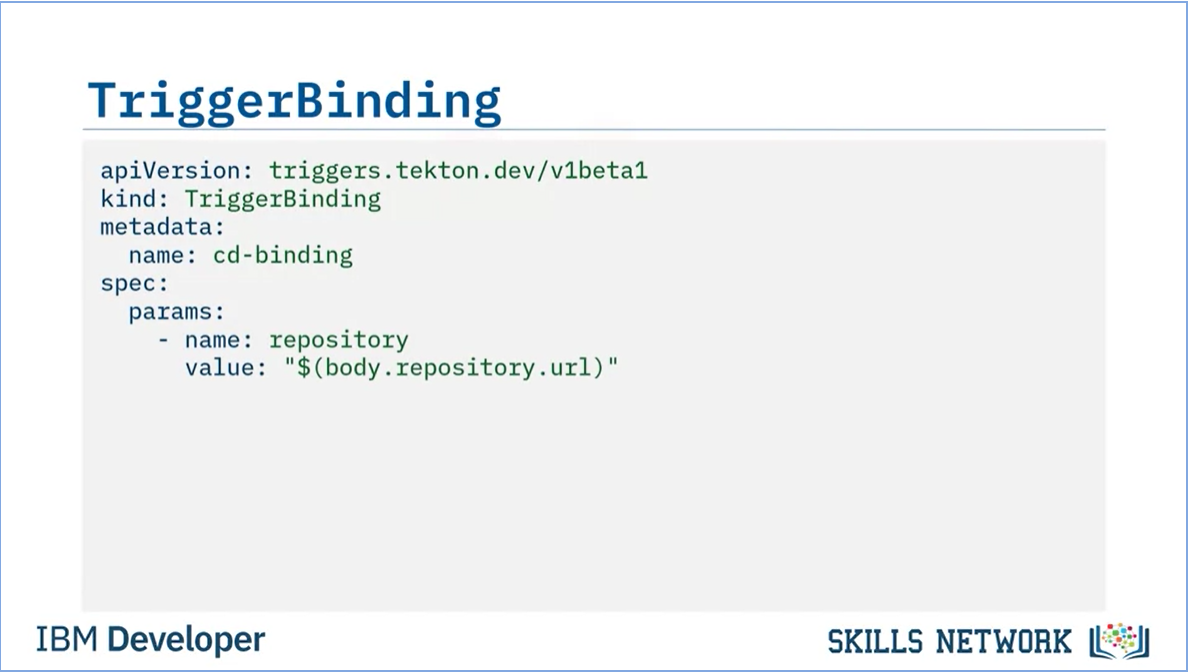 TriggerBinding
apiVersion: triggers.tekton.dev/v1beta1
kind: TriggerBinding
metadata:
  name: cd-binding
spec:
  params:
    - name: repository
      value: "$(body.repository.url)"
IBM Developer
SKILLS NETWORK